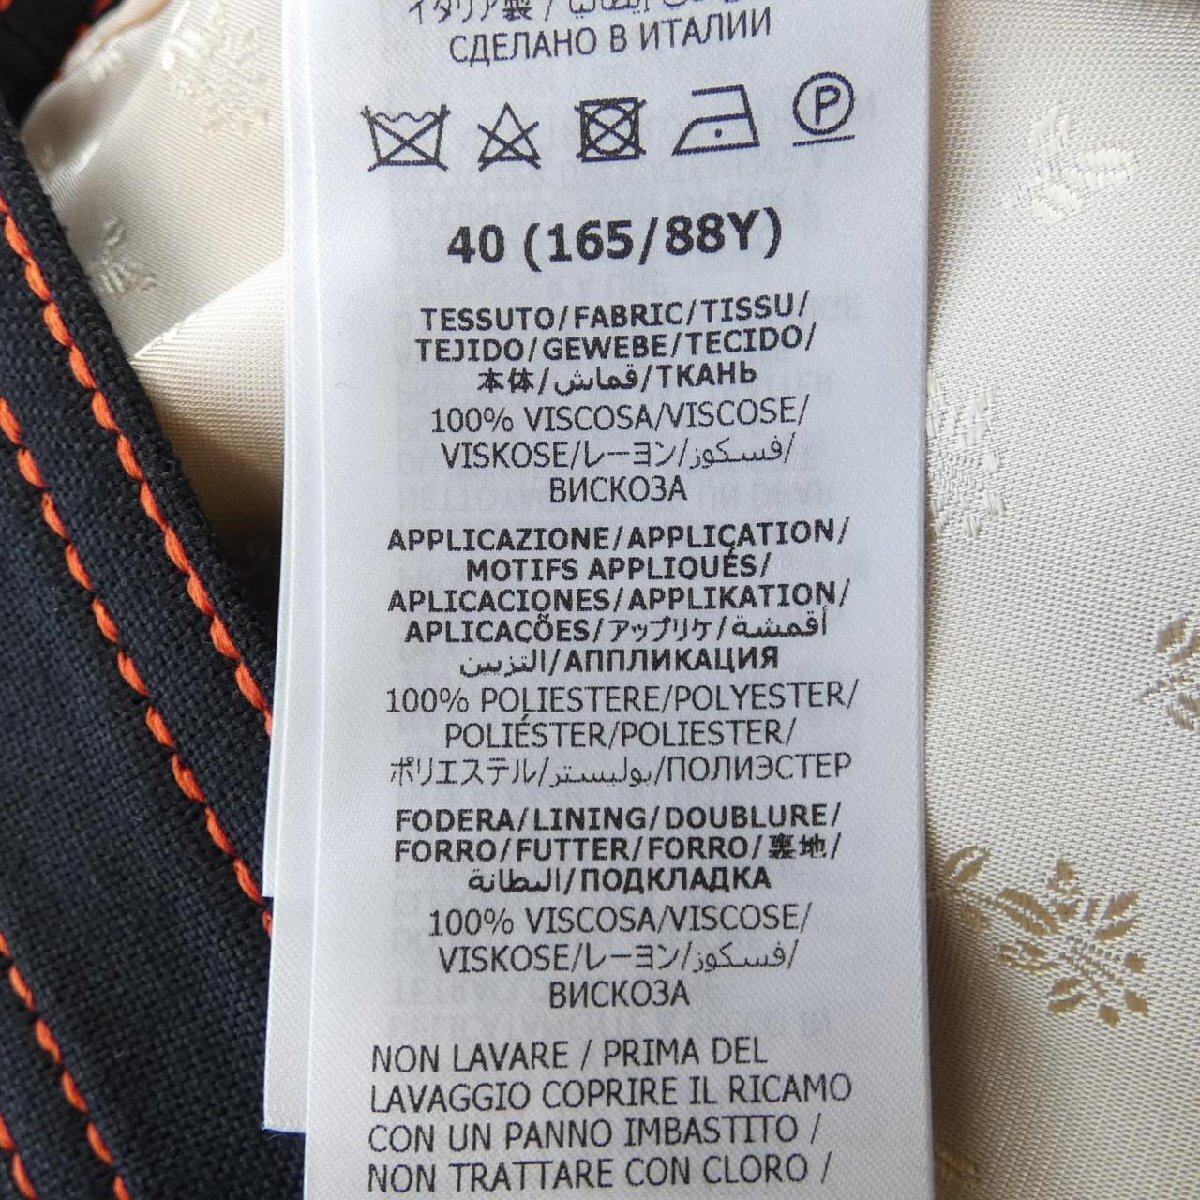 イタリア製 /
СДЕЛАНО В ИТАЛИИ
P
40 (165/88Y)
TESSUTO/FABRIC/TISSU/
TEJIDO/GEWEBE/TECIDO/
本体/قماش/ТКАНЬ
100% VISCOSA/VISCOSE/
VISKOSE/レーヨン/فسكوز/
ВИСКОЗА
APPLICAZIONE/APPLICATION/
MOTIFS APPLIQUÉS/
APLICACIONES/APPLIKATION/
APLICAÇÕES/アップリケ/أقمشة
التزيين/АППЛИКАЦИЯ
100% POLIESTERE/POLYESTER/
POLIÉSTER/POLIESTER/
ポリエステル/بوليستر/ПОЛИЭСТЕР
FODERA/LINING/DOUBLURE/
FORRO/FUTTER/FORRO/裏地/
البطانة/ПОДКЛАДКА
100% VISCOSA/VISCOSE/
VISKOSE/レーヨン/فسكوز/
ВИСКОЗА
NON LAVARE / PRIMA DEL
LAVAGGIO COPRIRE IL RICAMO
CON UN PANNO IMBASTITO /
NON TRATTARE CON CLORO /